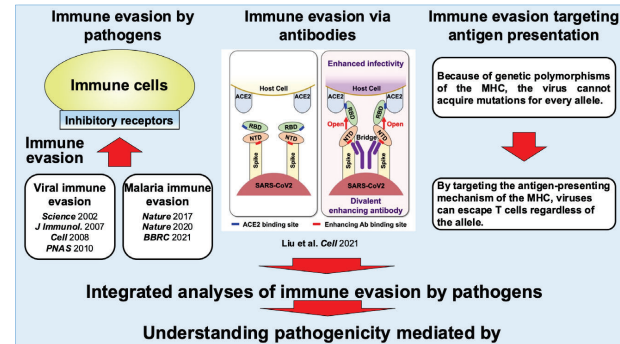 Immune evasion by
pathogens
Immune cells
Inhibitory receptors
Immune
evasion
Viral immune
evasion
Science 2002
J Immunol. 2007
Cell 2008
PNAS 2010
Malaria immune
evasion
Nature 2017
Nature 2020
BBRC 2021
Immune evasion via
antibodies
Host Cell
ACE2
ACE2
RBD
RBD
NTD
NTD
Spike
Spike
SARS-CoV2
Enhanced infectivity
Host Cell
ACE2
ACE2
RBD
RBD
Open
Open
NTD
NTD
Bridge
Spike
Spike
SARS-CoV2
Divalent
enhancing antibody
ACE2 binding site
Enhancing Ab binding site
Liu et al. Cell 2021
Immune evasion targeting
antigen presentation
Because of genetic polymorphisms
of the MHC, the virus cannot
acquire mutations for every allele.
By targeting the antigen-presenting
mechanism of the MHC, viruses
can escape T cells regardless of
the allele.
Integrated analyses of immune evasion by pathogens
Understanding pathogenicity mediated by